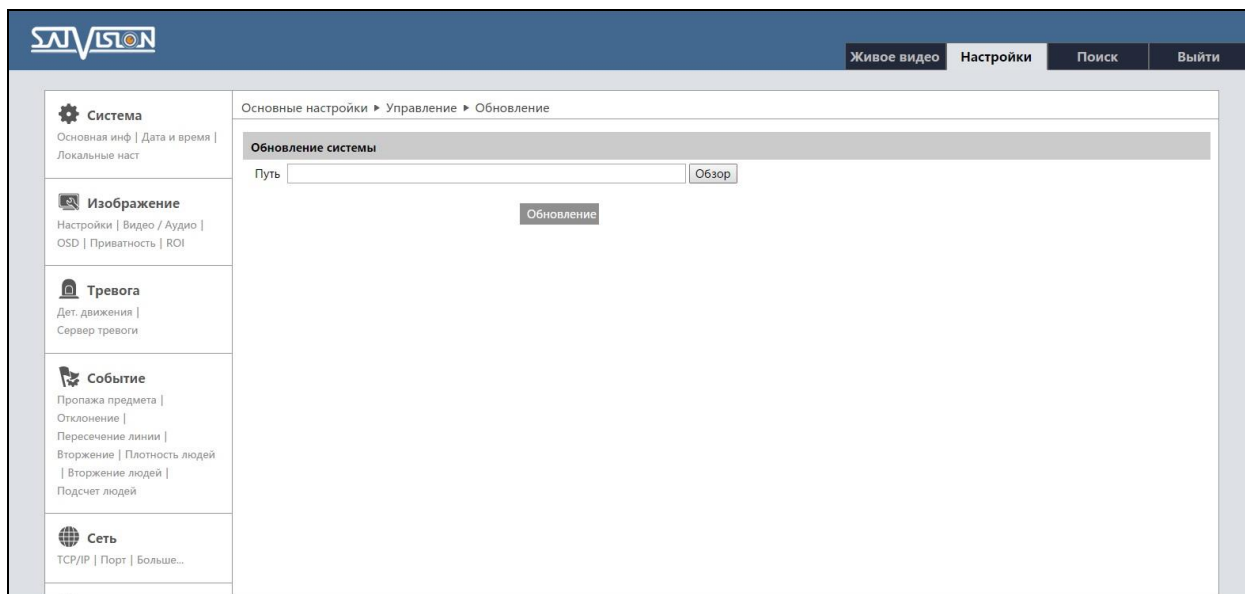 SATVISION
Живое видео Настройки Поиск Выйти
Система
Основная инф | Дата и время |
Локальные наст
Изображение
Настройки | Видео / Аудио |
OSD | Приватность | ROI
Тревога
Дет. движения |
Сервер тревоги
Событие
Пропажа предмета |
Отклонение |
Пересечение линии |
Вторжение | Плотность людей
| Вторжение людей |
Подсчет людей
Сеть
TCP/IP | Порт | Больше...
Основные настройки ▶ Управление ▶ Обновление
Обновление системы
Путь Обзор
Обновление